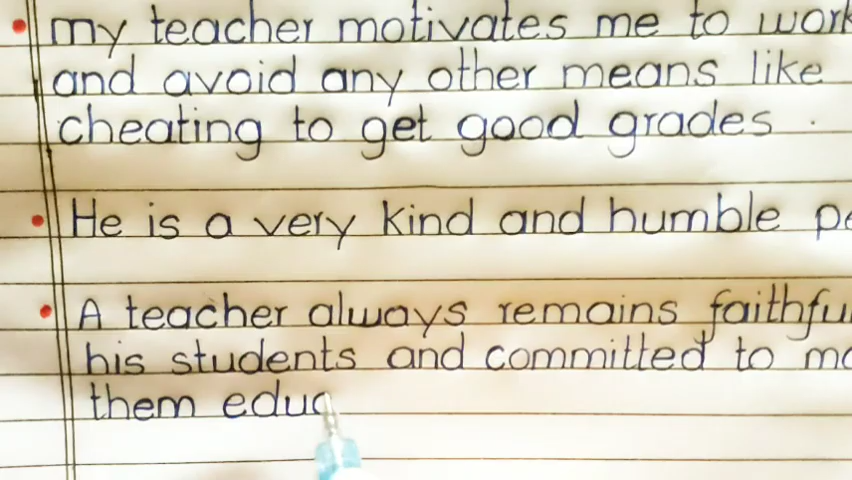 my teacher motivates me to work
and avoid any other means like
cheating to get good grades .
He is a very kind and humble
A teacher always remains
his students and committed to
them